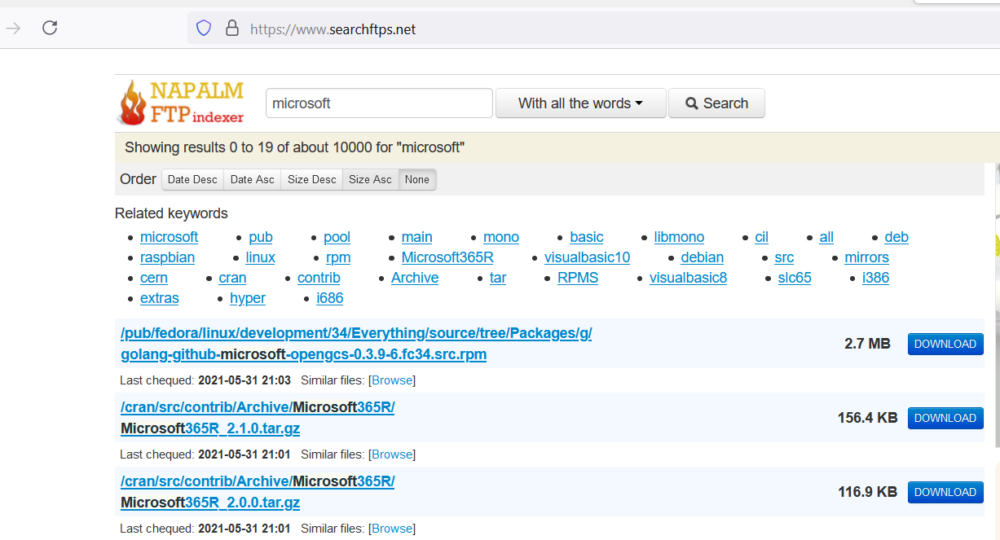 https://www.searchftps.net
NAPALM
FTP indexer
microsoft
With all the words
Search
Showing results 0 to 19 of about 10000 for "microsoft"
Order Date Desc Date Asc Size Desc Size Asc None
Related keywords
microsoft pub pool main mono basic libmono cil all deb
raspbian linux rpm Microsoft365R visualbasic10 debian src mirrors
cern cran contrib Archive tar RPMS visualbasic8 slc65 i386
extras hyper i686
/pub/fedora/linux/development/34/Everything/source/tree/Packages/g/
golang-github-microsoft-opengcs-0.3.9-6.fc34.src.rpm
2.7 MB DOWNLOAD
Last chequed: 2021-05-31 21:03 Similar files: [Browse]
/cran/src/contrib/Archive/Microsoft365R/
Microsoft365R_2.1.0.tar.gz
156.4 KB DOWNLOAD
Last chequed: 2021-05-31 21:01 Similar files: [Browse]
/cran/src/contrib/Archive/Microsoft365R/
Microsoft365R_2.0.0.tar.gz
116.9 KB DOWNLOAD
Last chequed: 2021-05-31 21:01 Similar files: [Browse]